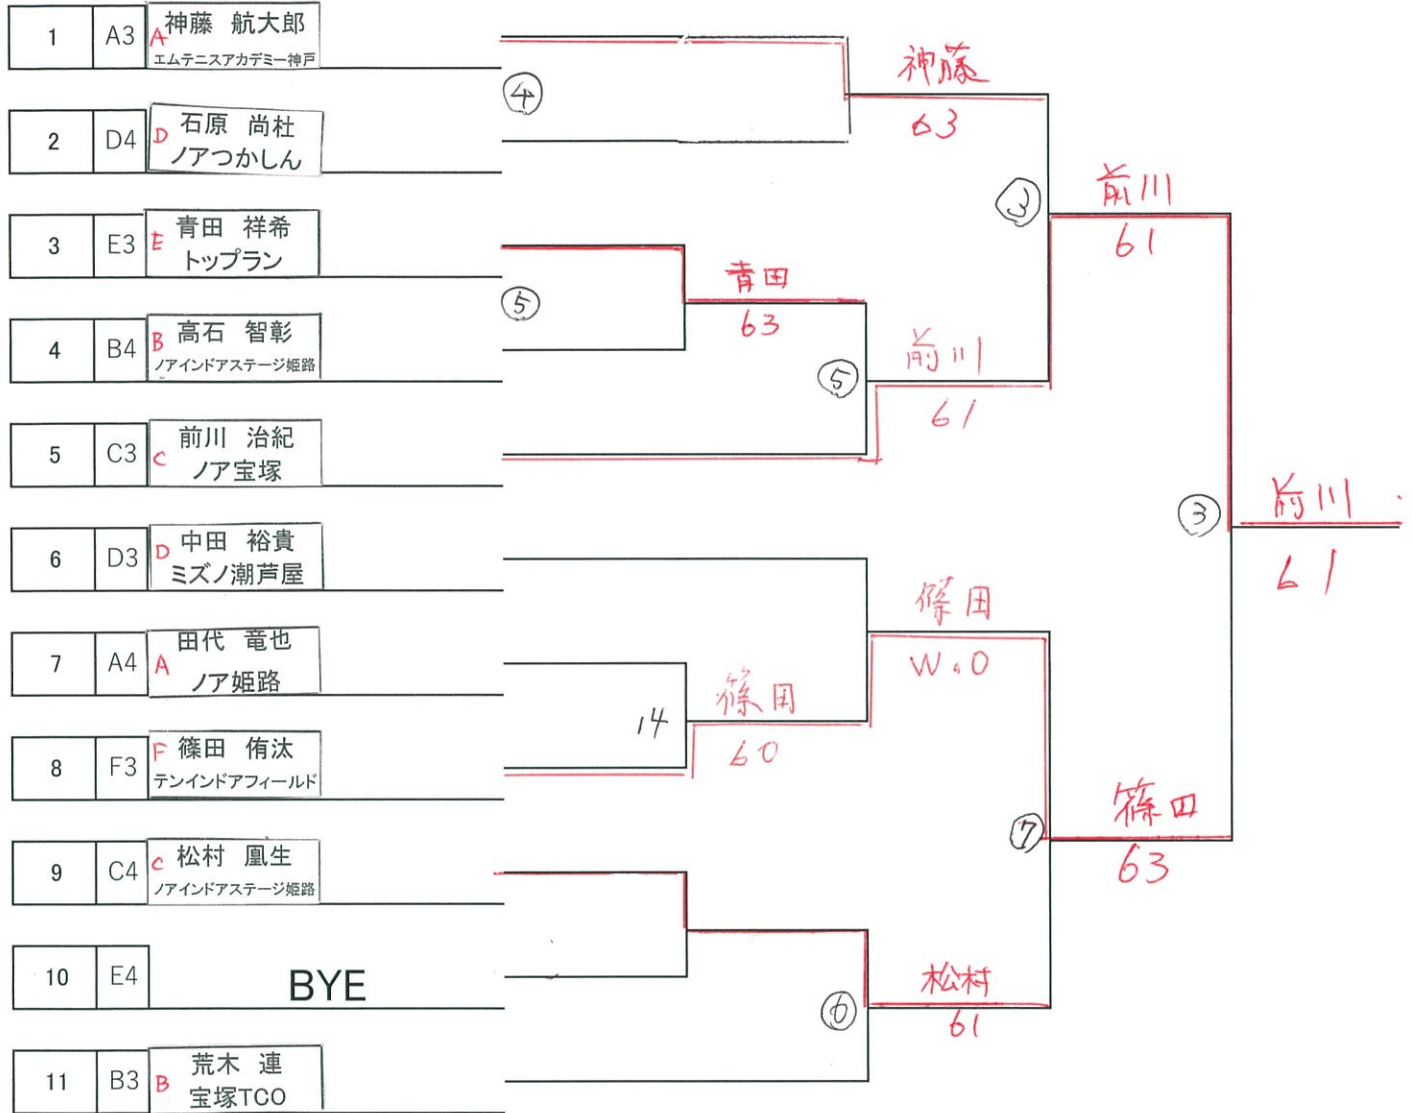 1 A3 A 神藤 航大郎
エムテニスアカデミー神戸
④
神藤
63
2 D4 D 石原 尚杜
ノアつかしん
③
前川
61
3 E3 E 青田 祥希
トップラン
⑤
青田
63
4 B4 B 高石 智彰
ノアインドアステージ姫路
⑤
前川
61
5 C3 C 前川 治紀
ノア宝塚
③
前川
61
6 D3 D 中田 裕貴
ミズノ潮芦屋
篠田
W.O
7 A4 A 田代 竜也
ノア姫路
14
篠田
60
8 F3 F 篠田 侑汰
テンインドアフィールド
⑦
篠田
63
9 C4 C 松村 凰生
ノアインドアステージ姫路
10 E4 BYE
⑥
松村
61
11 B3 B 荒木 連
宝塚TCO